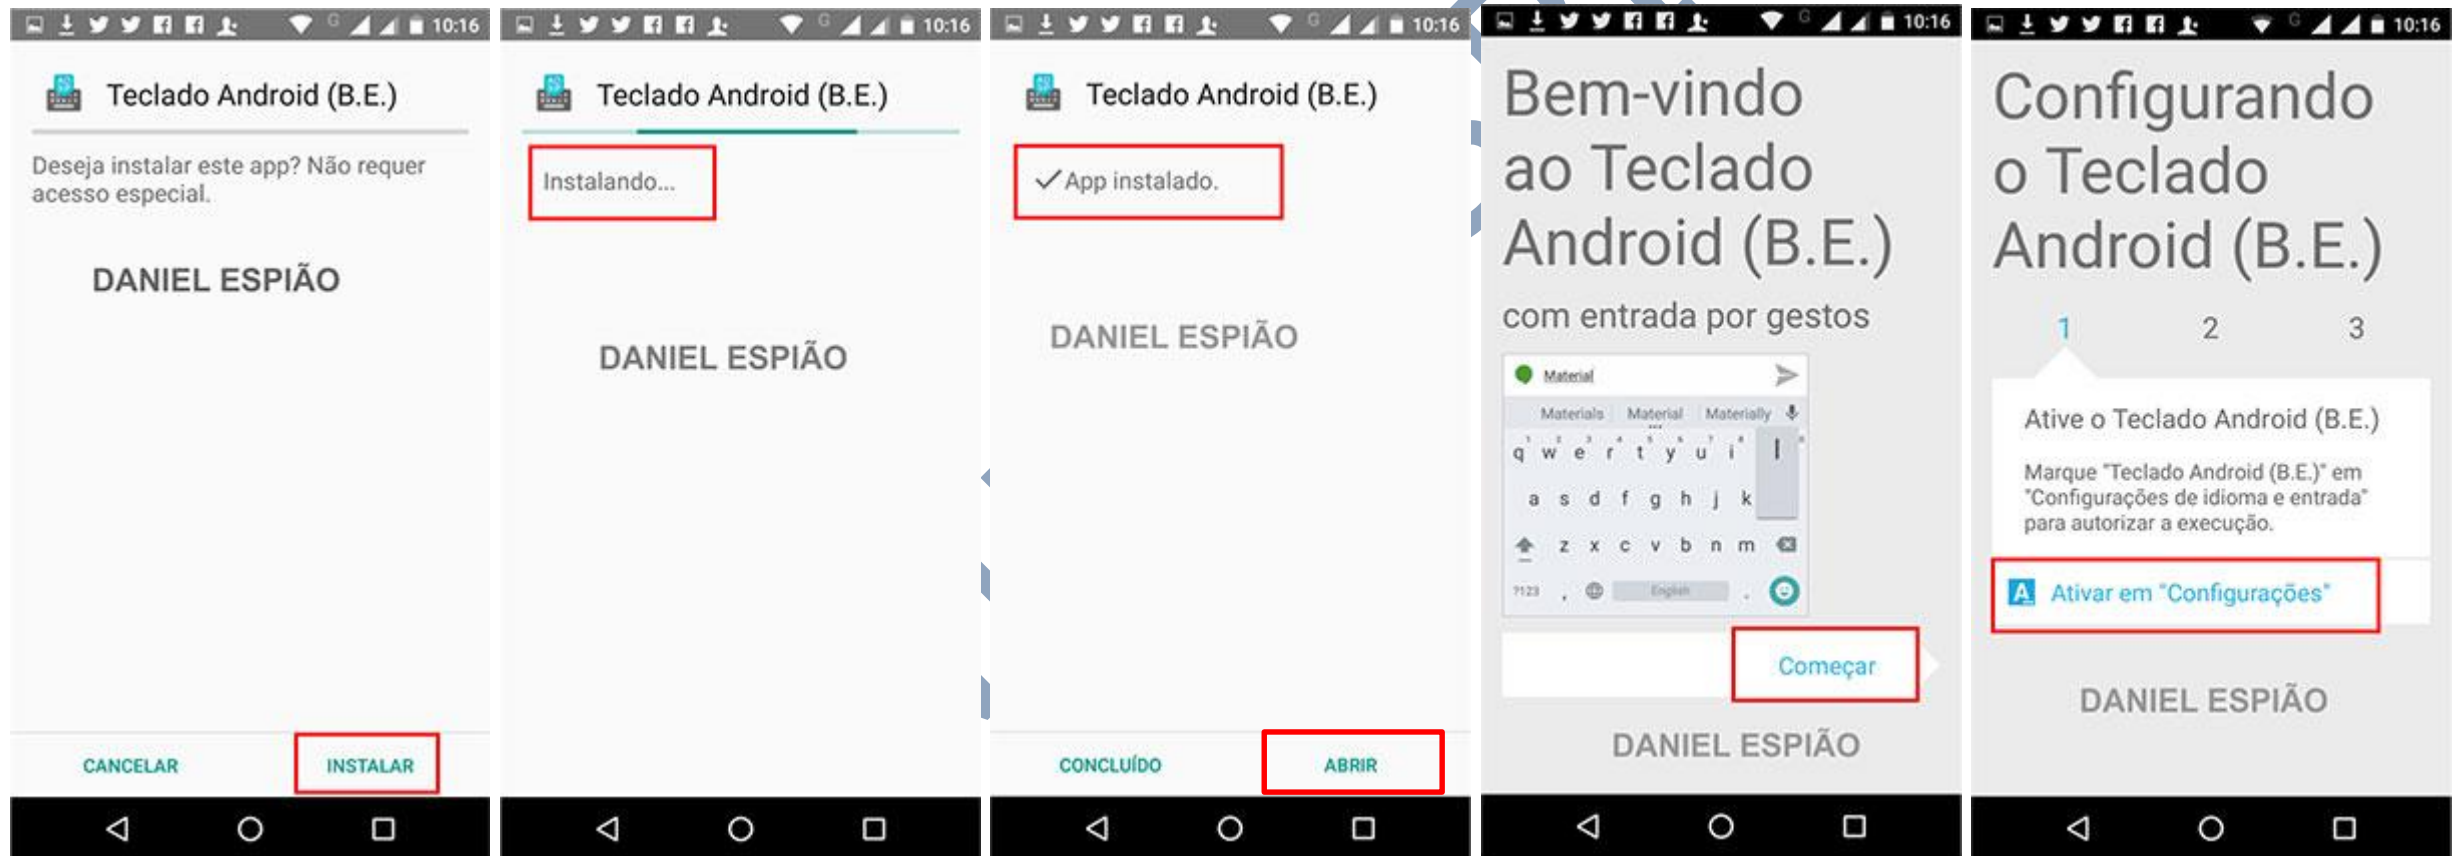 10:16
Teclado Android (B.E.)
Deseja instalar este app? Não requer
acesso especial.
DANIEL ESPIÃO
CANCELAR INSTALAR
G 10:16
Teclado Android (B.E.)
Instalando...
DANIEL ESPIÃO
G 10:16
Teclado Android (B.E.)
App instalado.
DANIEL ESPIÃO
CONCLUÍDO ABRIR
G 10:16
Bem-vindo
ao Teclado
Android (B.E.)
com entrada por gestos
Material
Materials Material Materially
q w e r t y u i l
a s d f g h j k
z x c v b n m
?123 , English .
Começar
DANIEL ESPIÃO
G 10:16
Configurando
o Teclado
Android (B.E.)
1 2 3
Ative o Teclado Android (B.E.)
Marque "Teclado Android (B.E.)" em
"Configurações de idioma e entrada"
para autorizar a execução.
A Ativar em "Configurações"
DANIEL ESPIÃO